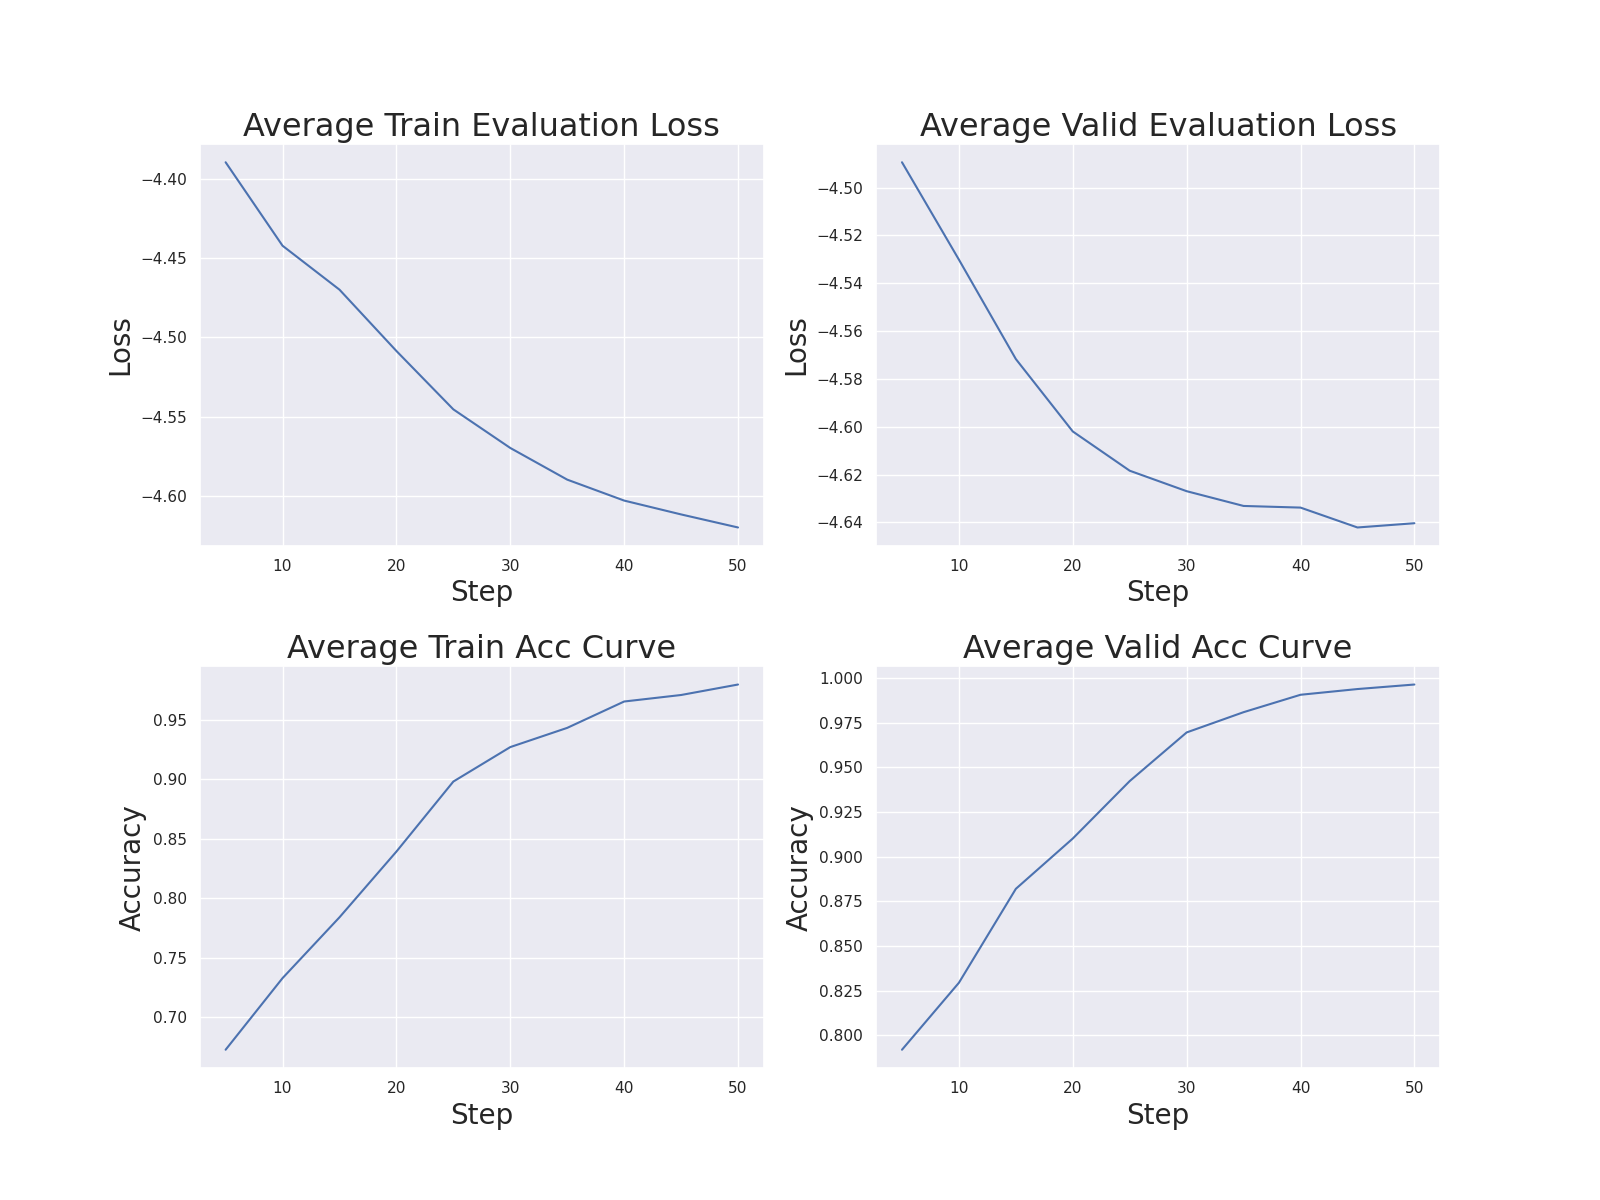 Average Train Evaluation Loss
Loss
−4.40
−4.45
−4.50
−4.55
−4.60
10 20 30 40 50
Step
Average Valid Evaluation Loss
Loss
−4.50
−4.52
−4.54
−4.56
−4.58
−4.60
−4.62
−4.64
10 20 30 40 50
Step
Average Train Acc Curve
Accuracy
0.95
0.90
0.85
0.80
0.75
0.70
10 20 30 40 50
Step
Average Valid Acc Curve
Accuracy
1.000
0.975
0.950
0.925
0.900
0.875
0.850
0.825
0.800
10 20 30 40 50
Step